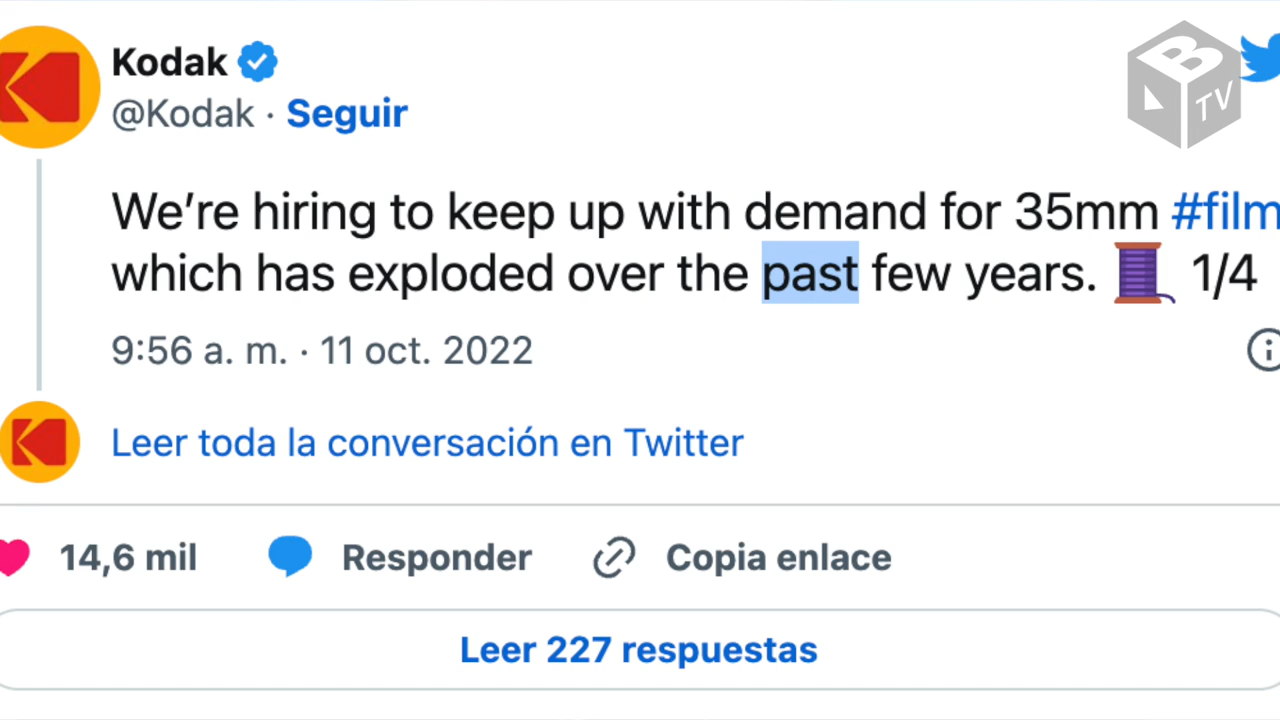 Kodak
@Kodak · Seguir
We're hiring to keep up with demand for 35mm #film
which has exploded over the past few years. 🧵 1/4
9:56 a. m. · 11 oct. 2022
Leer toda la conversación en Twitter
14,6 mil Responder Copia enlace
Leer 227 respuestas
B TV